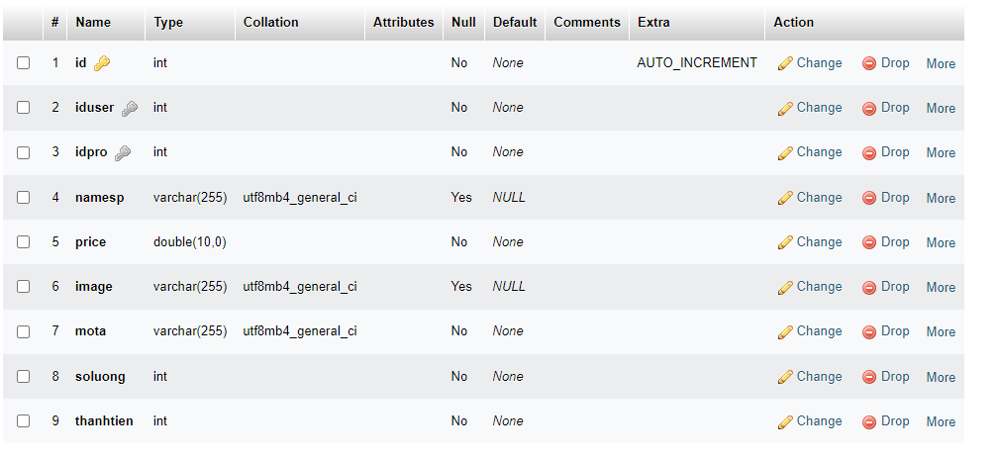 # Name Type Collation Attributes Null Default Comments Extra Action
1 id int No None AUTO_INCREMENT Change Drop More
2 iduser int No None Change Drop More
3 idpro int No None Change Drop More
4 namesp varchar(255) utf8mb4_general_ci Yes NULL Change Drop More
5 price double(10,0) No None Change Drop More
6 image varchar(255) utf8mb4_general_ci Yes NULL Change Drop More
7 mota varchar(255) utf8mb4_general_ci No None Change Drop More
8 soluong int No None Change Drop More
9 thanhtien int No None Change Drop More